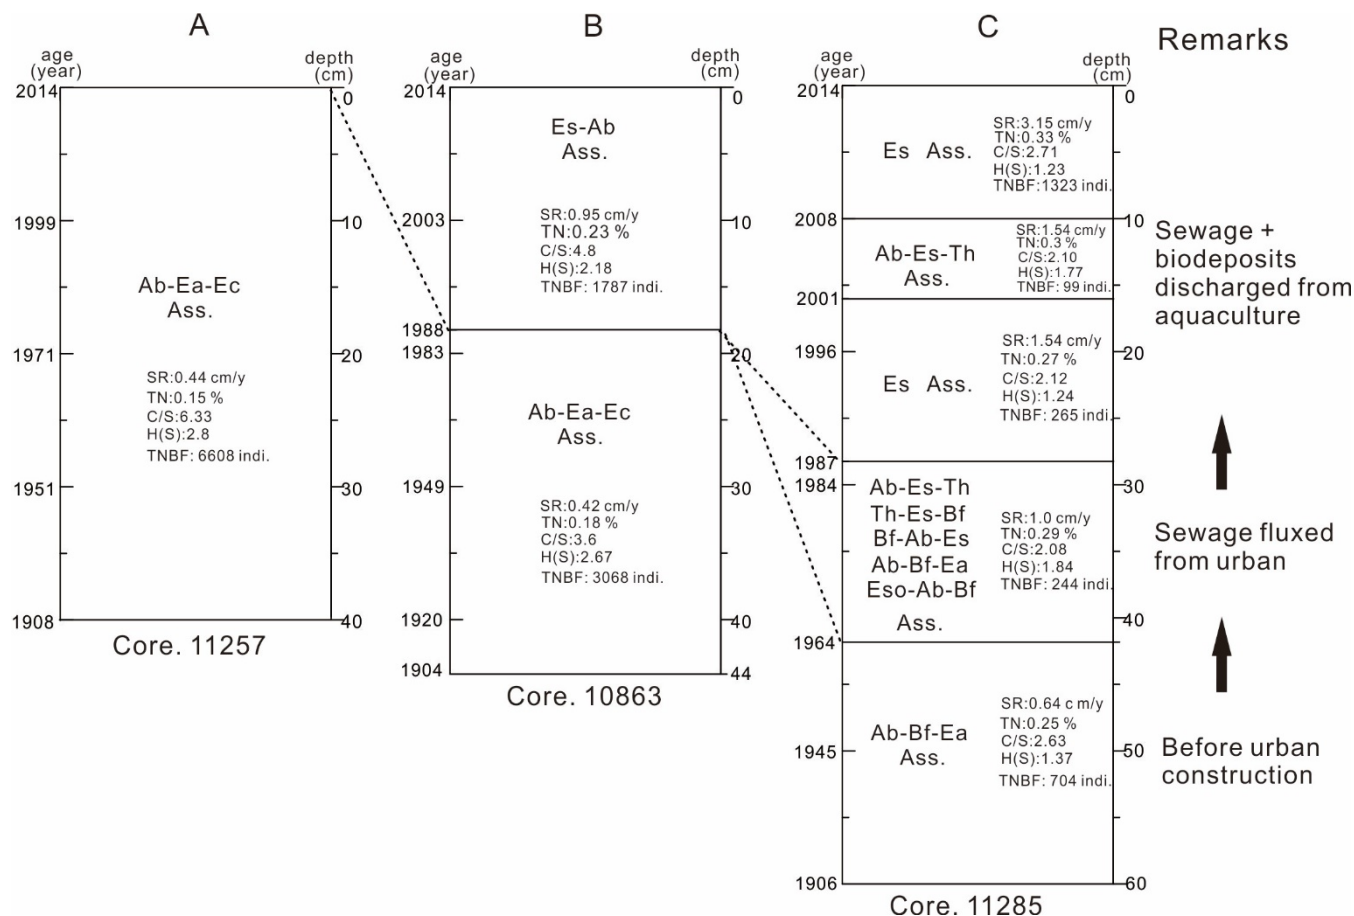 A
age
(year)
depth
(cm)
2014
0
1999
10
Ab-Ea-Ec
Ass.
1971
20
SR:0.44 cm/y
TN:0.15 %
C/S:6.33
H(S):2.8
TNBF: 6608 indi.
1951
30
1908
40
Core. 11257
B
age
(year)
depth
(cm)
2014
0
Es-Ab
Ass.
2003
10
SR:0.95 cm/y
TN:0.23 %
C/S:4.8
H(S):2.18
TNBF: 1787 indi.
1988
1983
20
Ab-Ea-Ec
Ass.
1949
30
SR:0.42 cm/y
TN:0.18 %
C/S:3.6
H(S):2.67
TNBF: 3068 indi.
1920
40
1904
44
Core. 10863
C
age
(year)
depth
(cm)
2014
0
Es Ass.
SR:3.15 cm/y
TN:0.33 %
C/S:2.71
H(S):1.23
TNBF:1323 indi.
2008
10
Ab-Es-Th
Ass.
SR:1.54 cm/y
TN:0.3 %
C/S:2.10
H(S):1.77
TNBF: 99 indi.
2001
1996
20
Es Ass.
SR:1.54 cm/y
TN:0.27 %
C/S:2.12
H(S):1.24
TNBF: 265 indi.
1987
1984
30
Ab-Es-Th
Th-Es-Bf
Bf-Ab-Es
Ab-Bf-Ea
Eso-Ab-Bf
Ass.
SR:1.0 cm/y
TN:0.29 %
C/S:2.08
H(S):1.84
TNBF: 244 indi.
40
1964
Ab-Bf-Ea
Ass.
SR:0.64 c m/y
TN:0.25 %
C/S:2.63
H(S):1.37
TNBF: 704 indi.
1945
50
1906
60
Core. 11285
Remarks
Sewage +
biodeposits
discharged from
aquaculture
Sewage fluxed
from urban
Before urban
construction